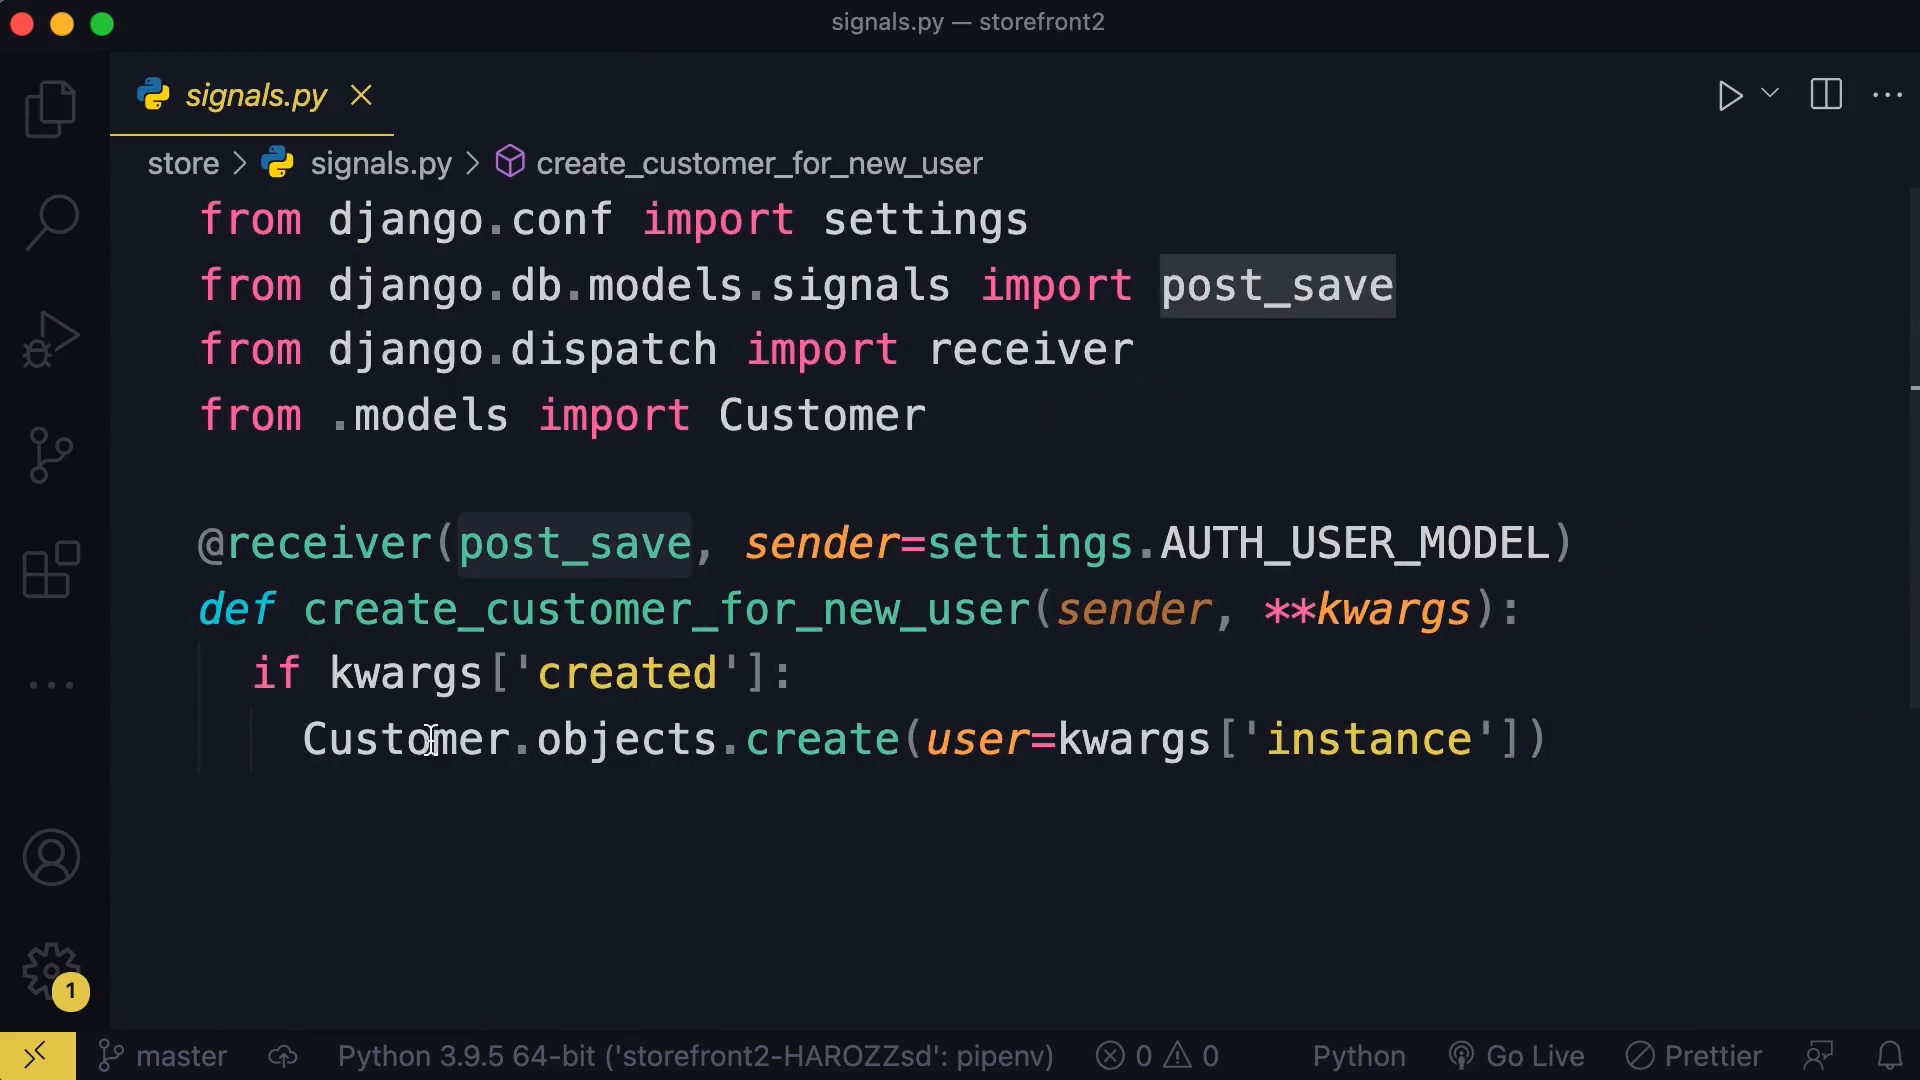 signals.py — storefront2
signals.py
store > signals.py > create_customer_for_new_user
from django.conf import settings
from django.db.models.signals import post_save
from django.dispatch import receiver
from .models import Customer
@receiver(post_save, sender=settings.AUTH_USER_MODEL)
def create_customer_for_new_user(sender, **kwargs):
if kwargs['created']:
Customer.objects.create(user=kwargs['instance'])
1
master Python 3.9.5 64-bit ('storefront2-HAROZZsd': pipenv) 0 0 Python Go Live Prettier